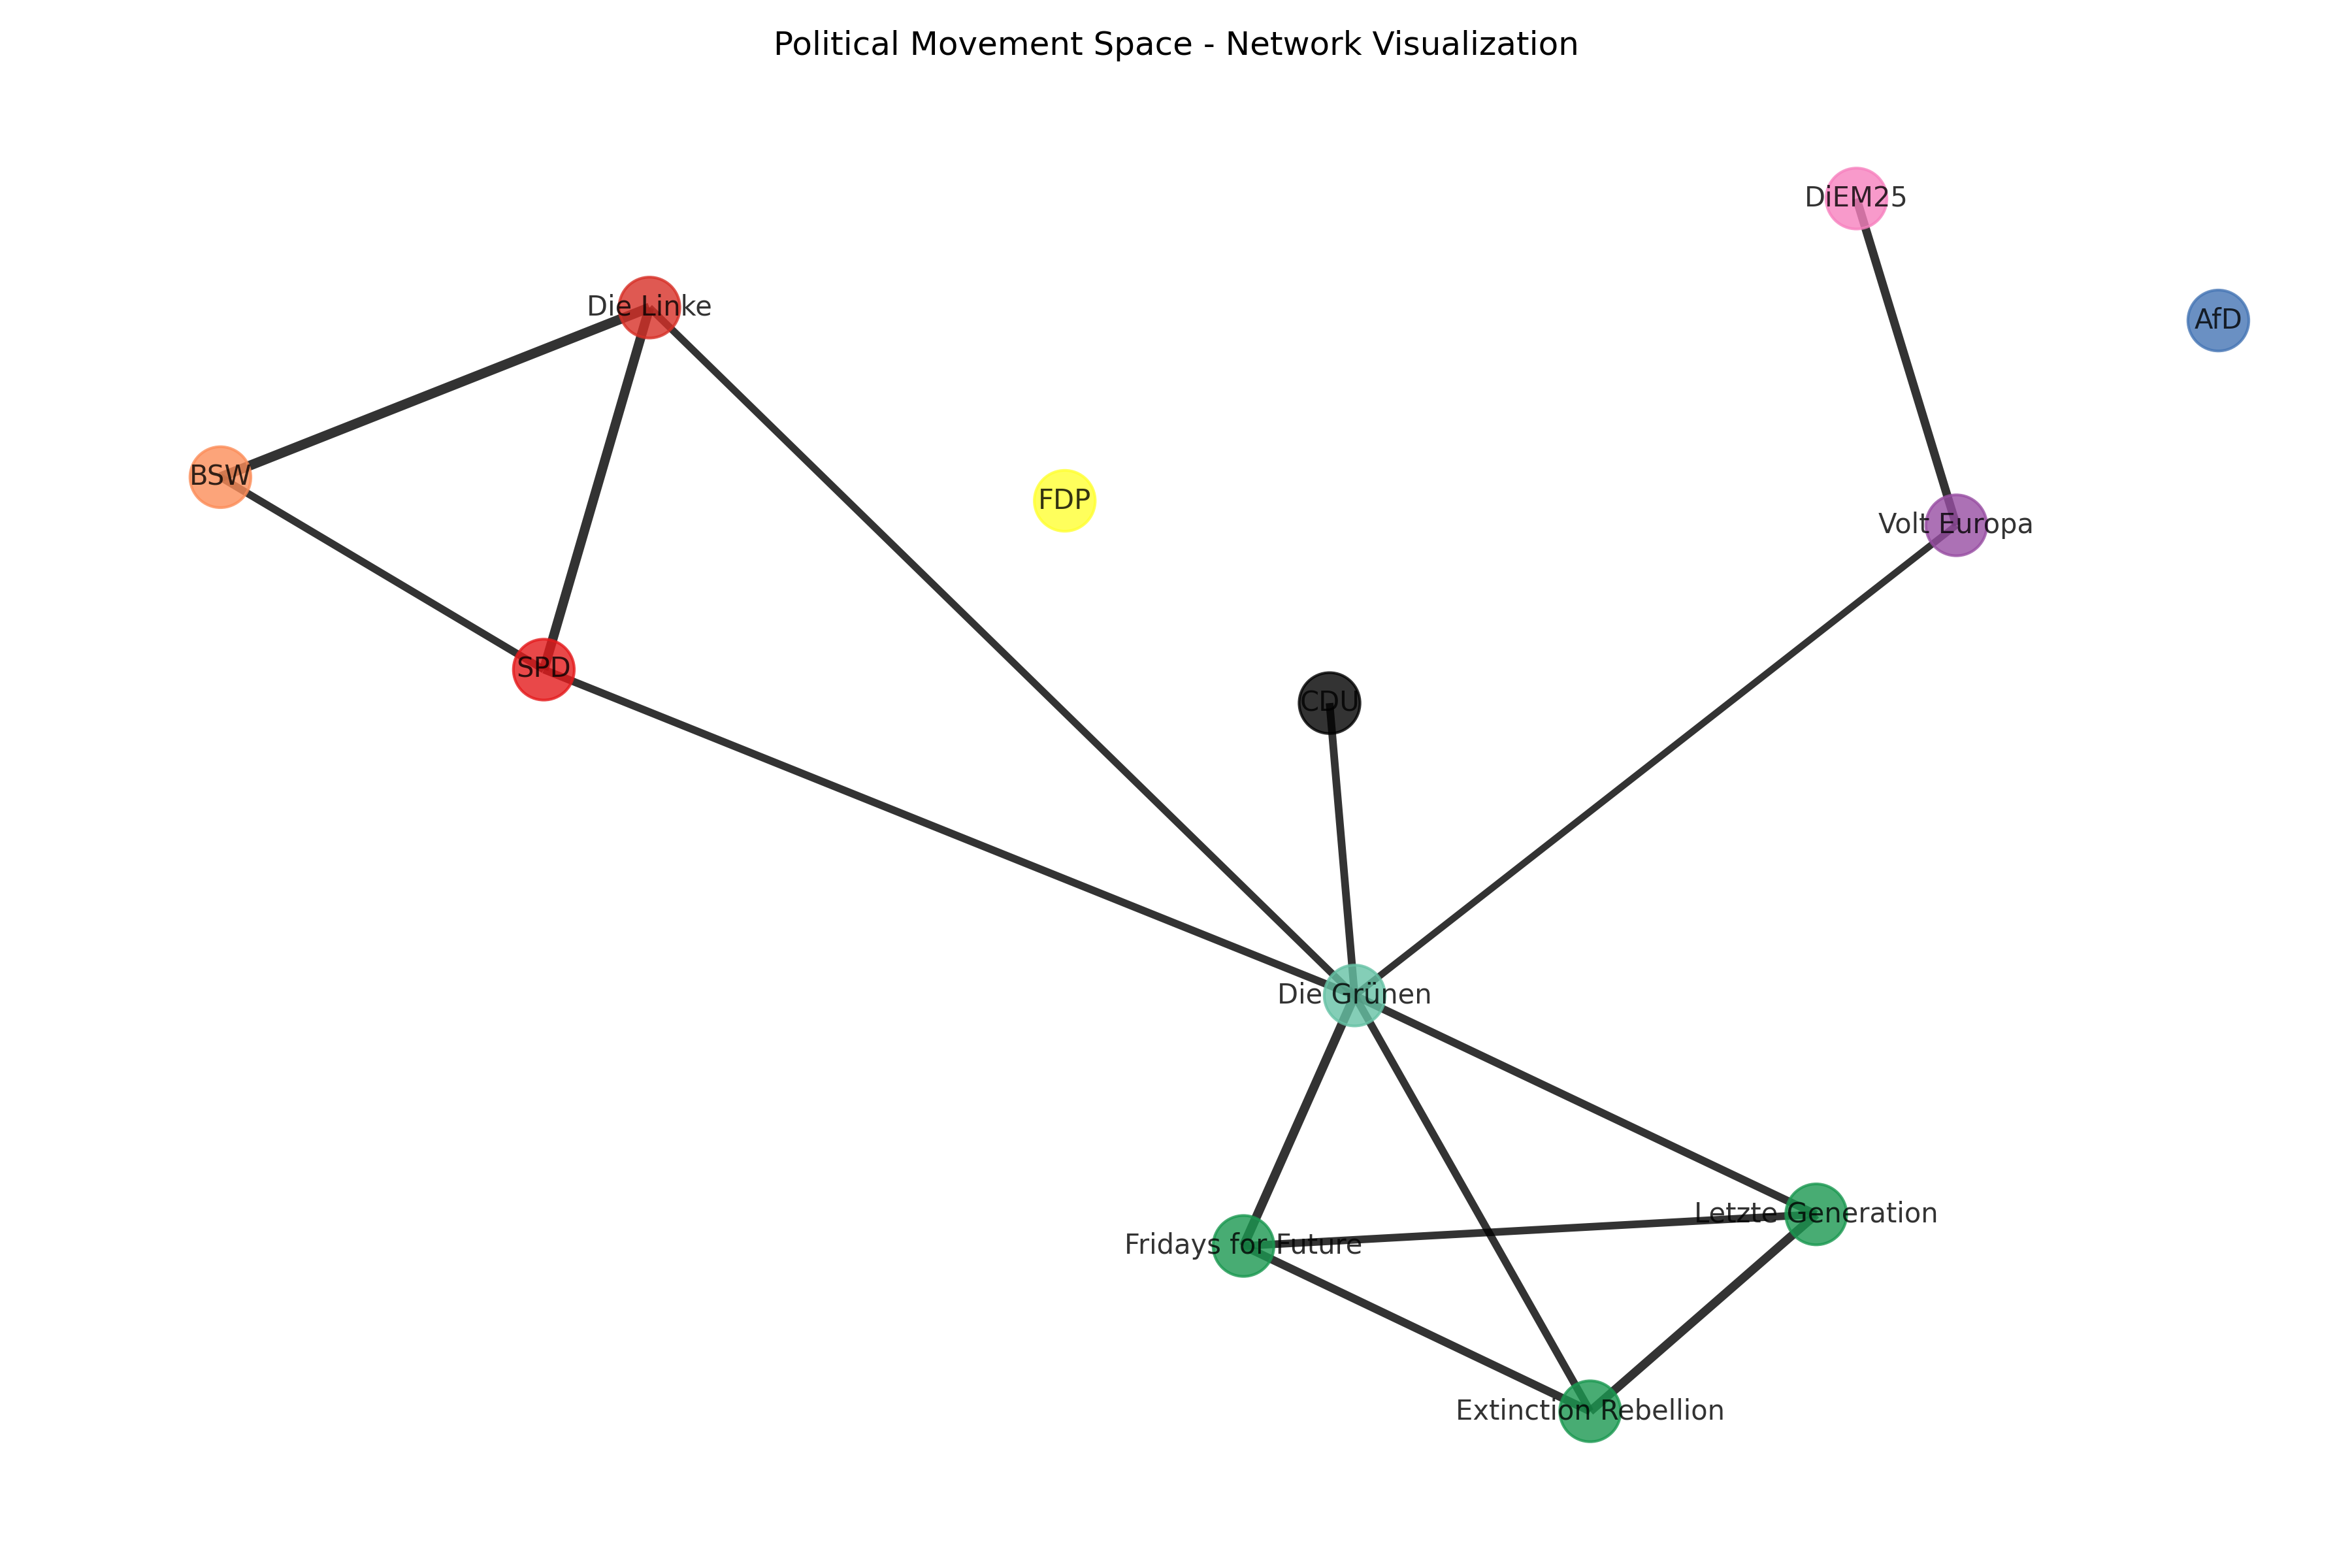 Political Movement Space - Network Visualization
DiEM25
Die Linke
AfD
BSW
FDP
Volt Europa
SPD
CDU
Die Grünen
Letzte Generation
Fridays for Future
Extinction Rebellion